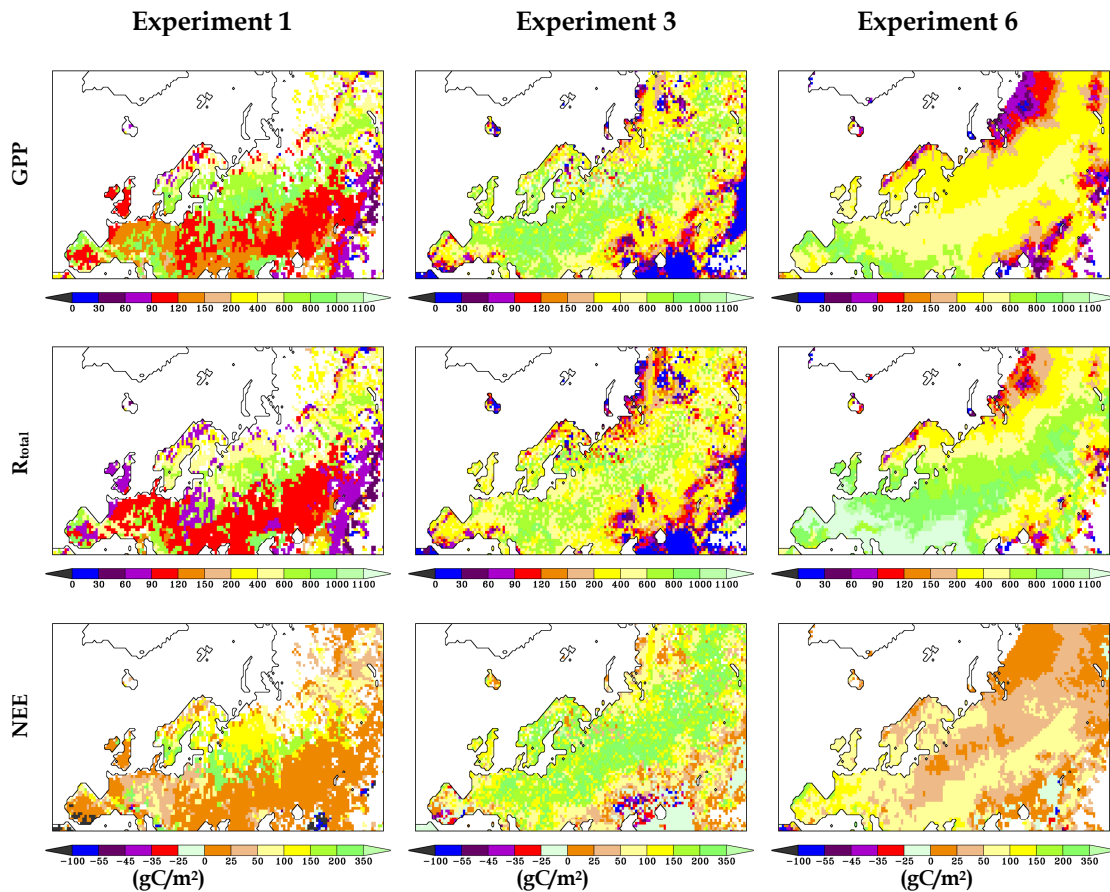 Experiment 1 Experiment 3 Experiment 6
GPP
0 30 60 90 120 150 200 400 600 800 1000 1100
0 30 60 90 120 150 200 400 600 800 1000 1100
0 30 60 90 120 150 200 400 600 800 1000 1100
R_total
0 30 60 90 120 150 200 400 600 800 1000 1100
30 60 90 120 150 200 400 600 800 1000 1100
0 30 60 90 120 150 200 400 600 800 1000 1100
NEE
−100 −55 −45 −35 −25 0 25 50 100 150 200 350
−100 −55 −45 −35 −25 0 25 50 100 150 200 350
−100 −55 −45 −35 −25 0 25 50 100 150 200 350
(gC/m²) (gC/m²) (gC/m²)